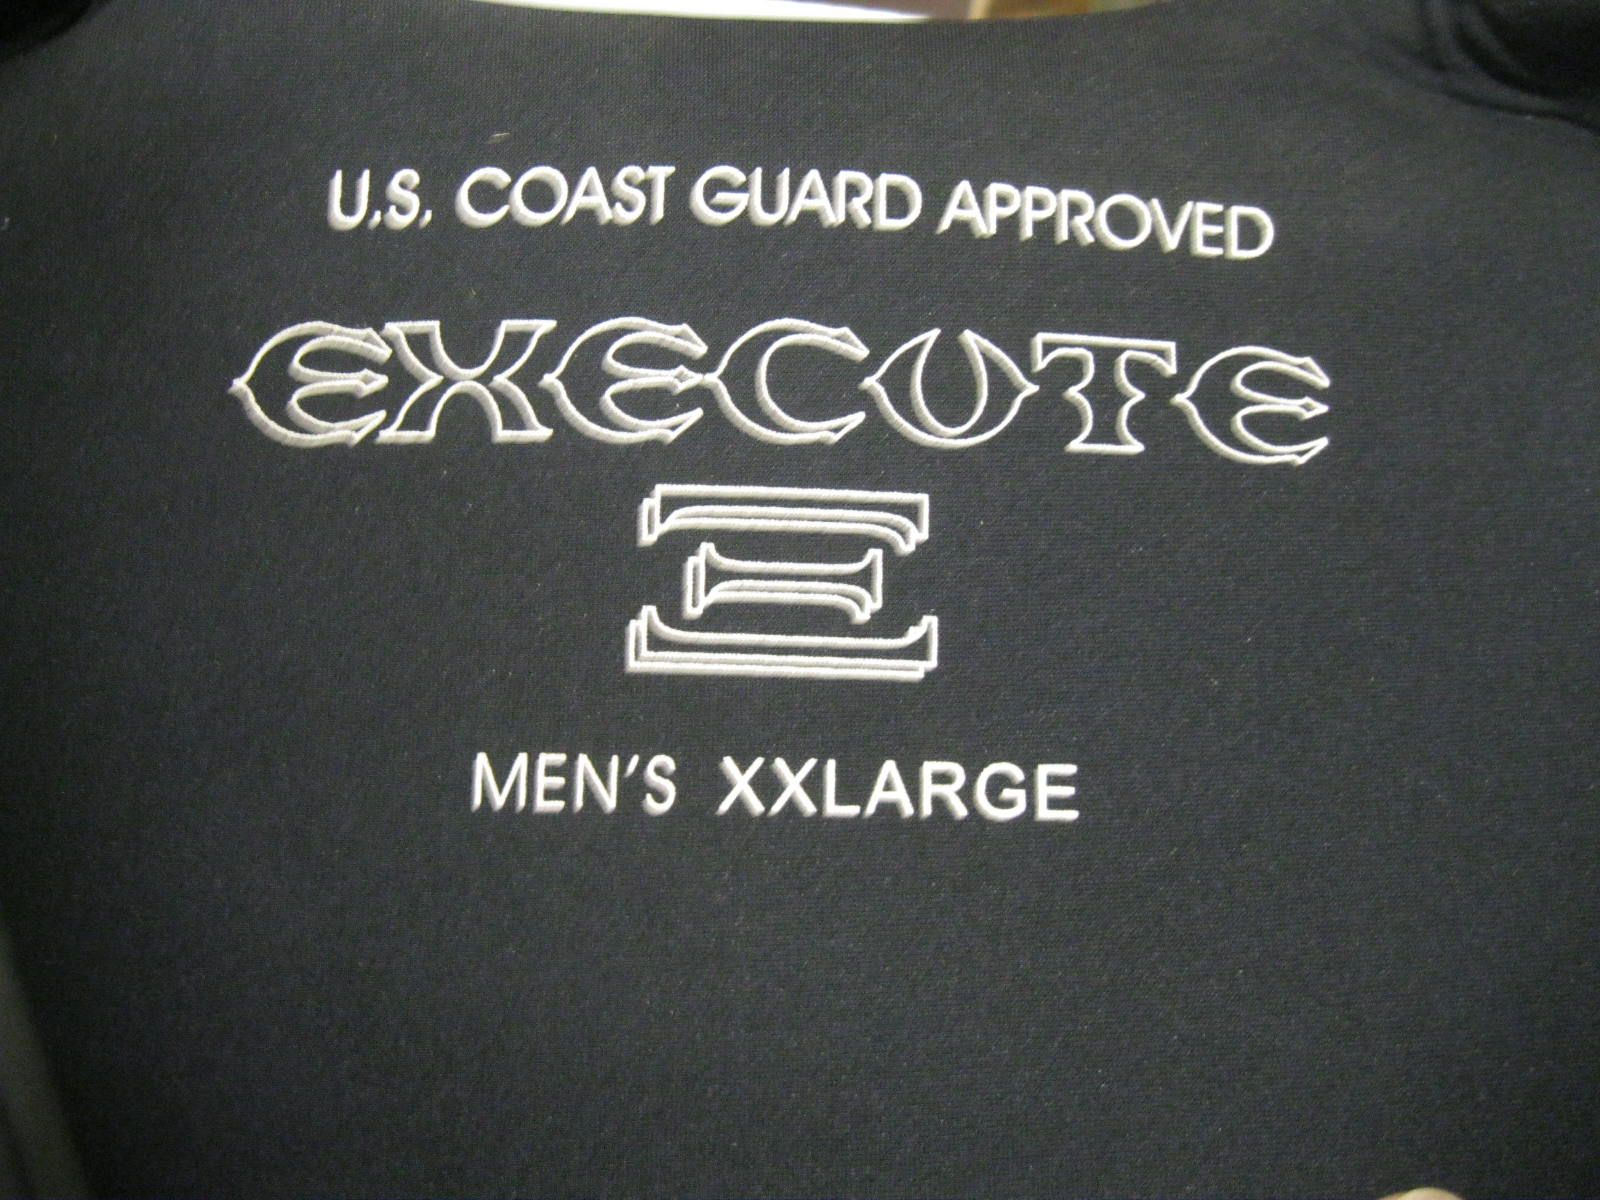 U.S. COAST GUARD APPROVED
EXECUTE
MEN'S XXLARGE